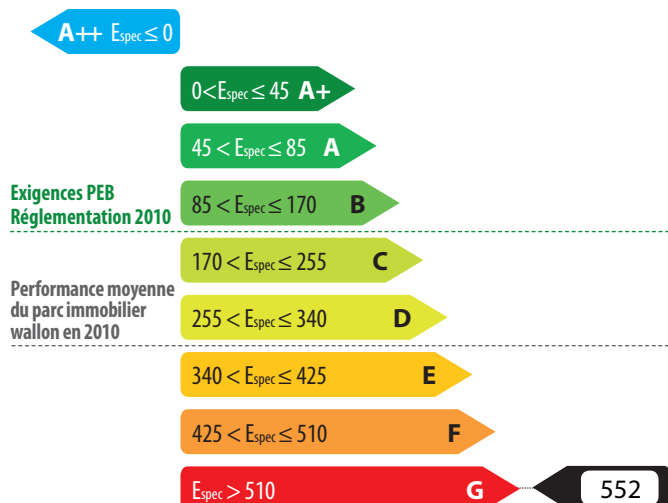 A++ Espec ≤ 0
0<Espec ≤ 45 A+
45 < Espec ≤ 85 A
Exigences PEB
Réglementation 2010
85 < Espec ≤ 170 B
170 < Espec ≤ 255 C
Performance moyenne
du parc immobilier
wallon en 2010
255 < Espec ≤ 340 D
340 < Espec ≤ 425 E
425 < Espec ≤ 510 F
Espec > 510 G 552